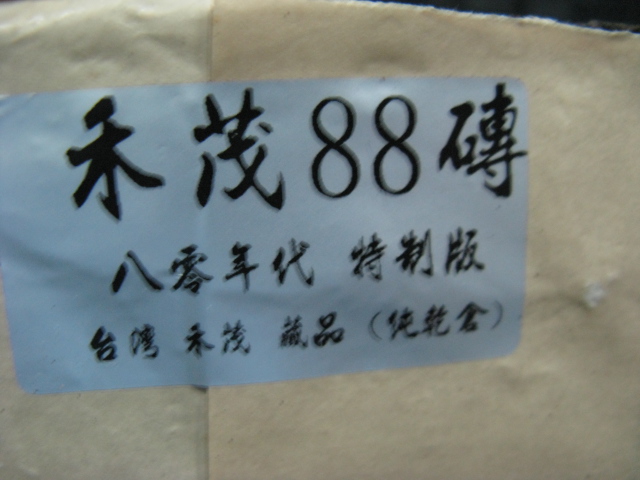 禾茂88磚
八零年代 特制版
台湾 禾茂 藏品（纯乾倉）